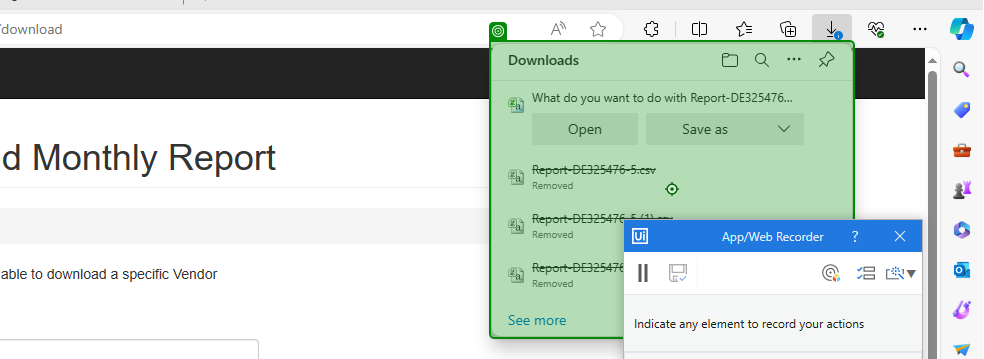 /download
Downloads
What do you want to do with Report-DE325476...
Open
Save as
d Monthly Report
Report-DE325476-5.csv
Removed
Report-DE325476-5 (1).csv
Removed
Ui
App/Web Recorder
?
able to download a specific Vendor
Report-DE325476
Removed
See more
Indicate any element to record your actions